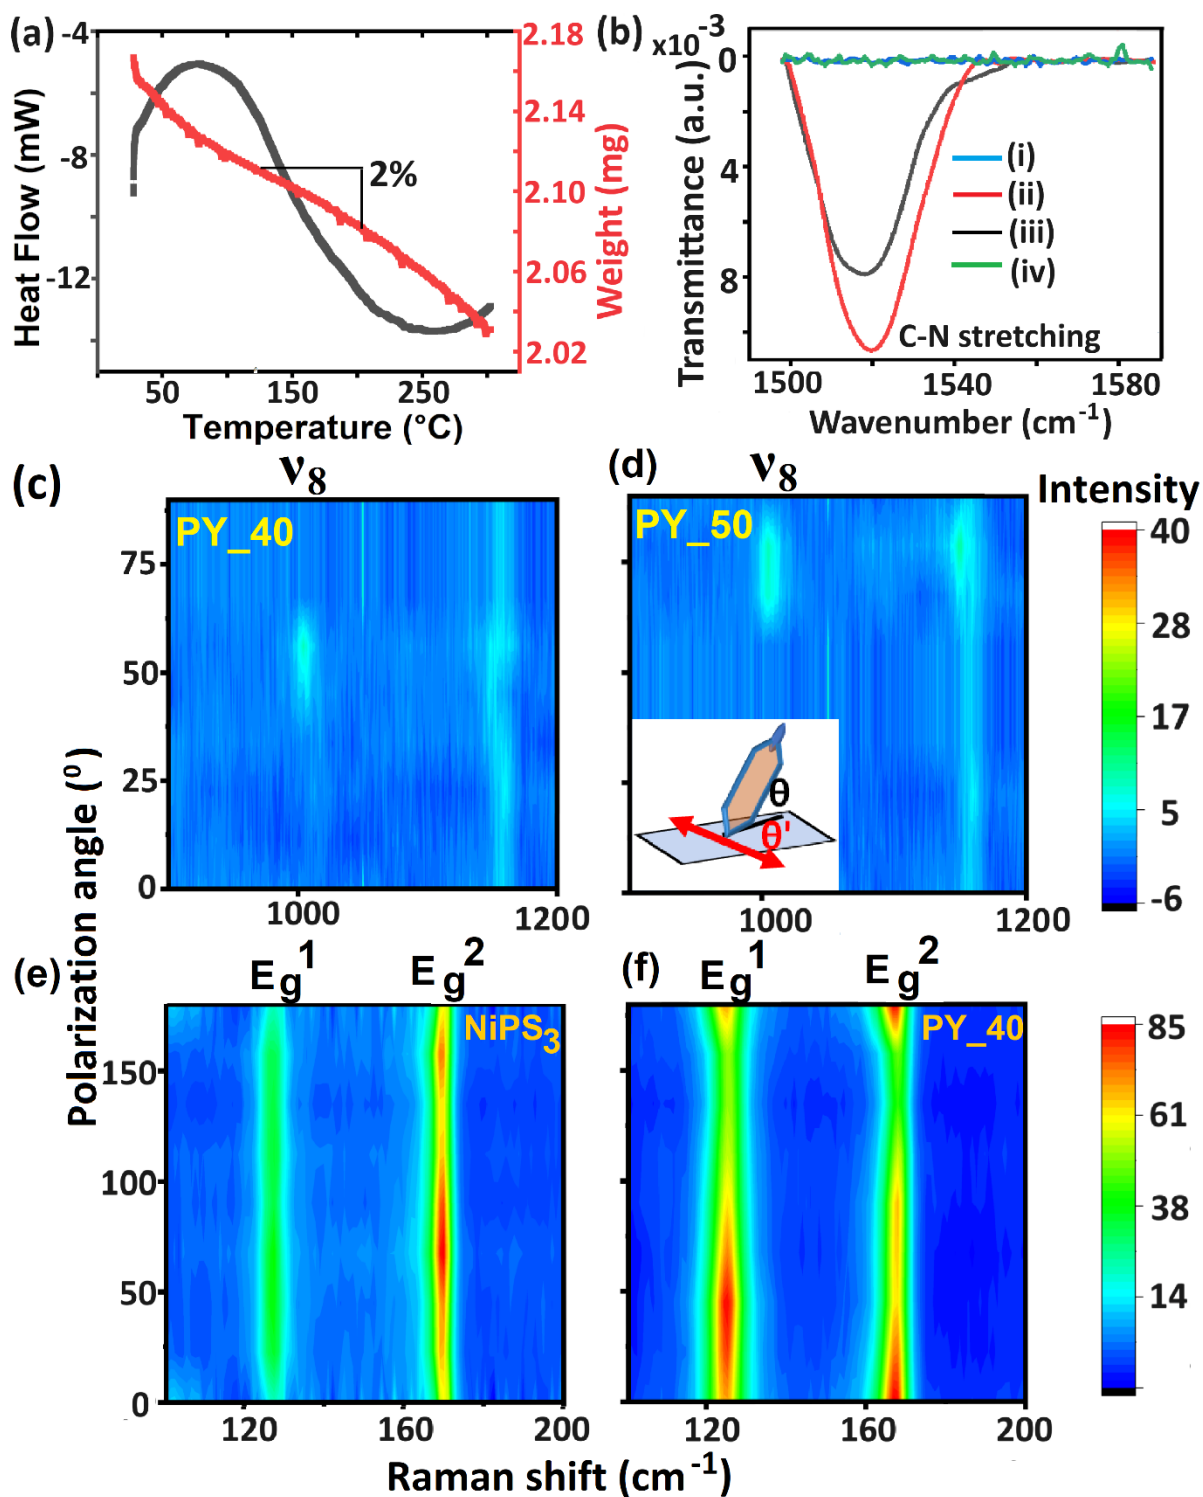 (a)
-4
-8
-12
Heat Flow (mW)
50
150
250
Temperature (°C)
2.18
2.14
2.10
2.06
2.02
Weight (mg)
2%
(b)
x10⁻³
0
4
8
Transmittance (a.u.)
(i)
(ii)
(iii)
(iv)
C-N stretching
1500
1540
1580
Wavenumber (cm⁻¹)
(c)
ν₈
PY_40
75
50
25
0
1000
1200
(d)
ν₈
PY_50
θ
θ'
1000
1200
Intensity
40
28
17
5
-6
Polarization angle (⁰)
(e)
Eg¹
Eg²
NiPS₃
150
100
50
0
120
160
200
(f)
Eg¹
Eg²
PY_40
120
160
200
85
61
38
14
Raman shift (cm⁻¹)